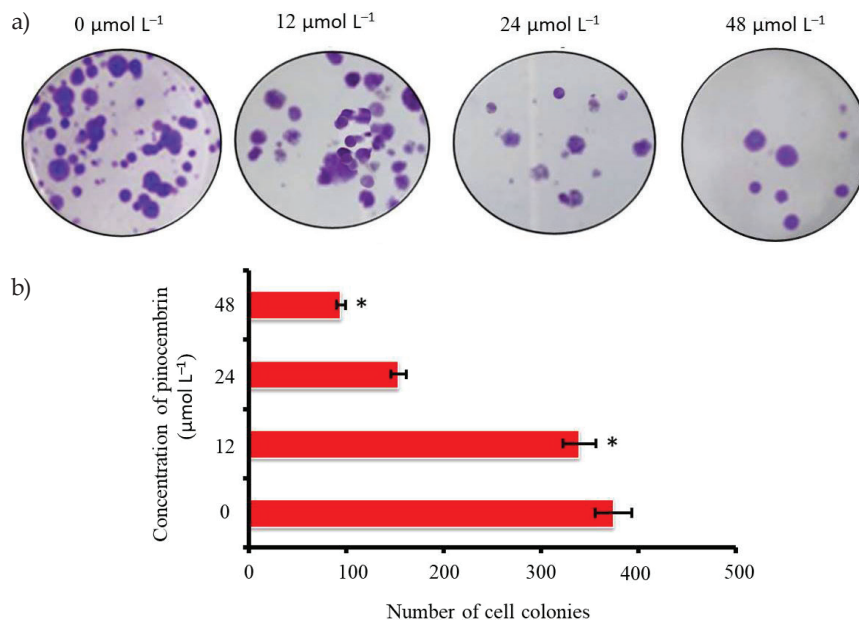 a)
0 μmol L⁻¹
12 μmol L⁻¹
24 μmol L⁻¹
48 μmol L⁻¹
b)
Concentration of pinocembrin
(μmol L⁻¹)
48
*
24
12
*
0
0
100
200
300
400
500
Number of cell colonies